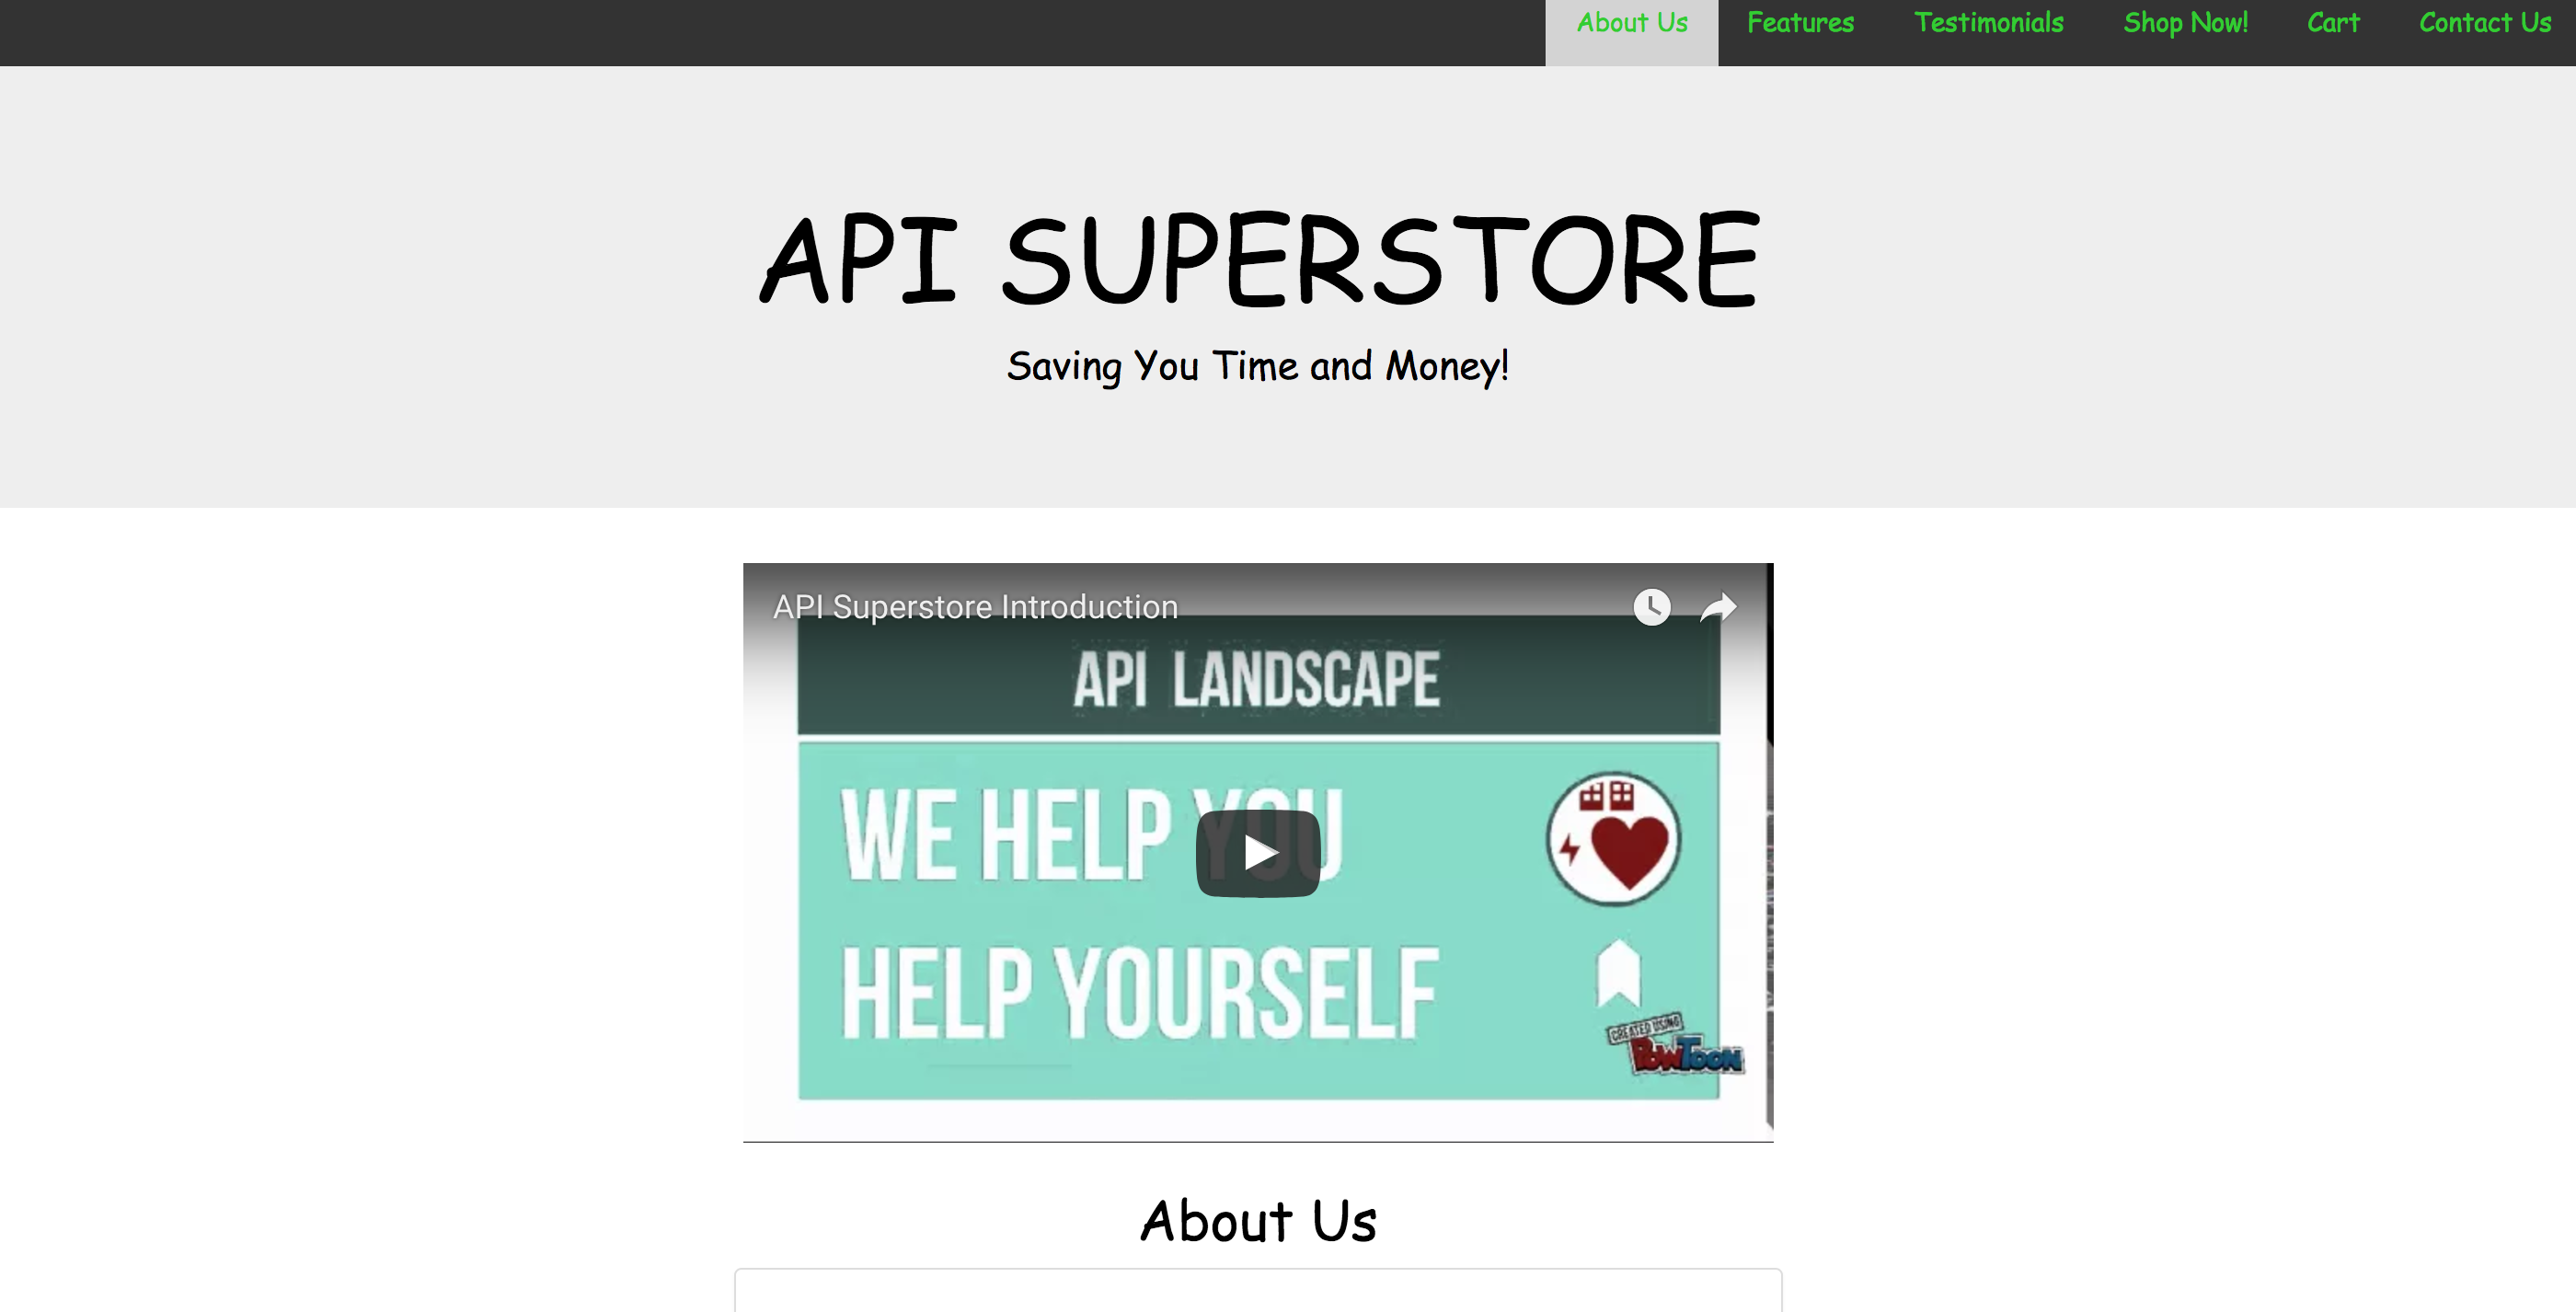 About Us Features Testimonials Shop Now! Cart Contact Us
API SUPERSTORE
Saving You Time and Money!
API Superstore Introduction
API LANDSCAPE
WE HELP YOU
HELP YOURSELF
CREATED USING
POWTOON
About Us